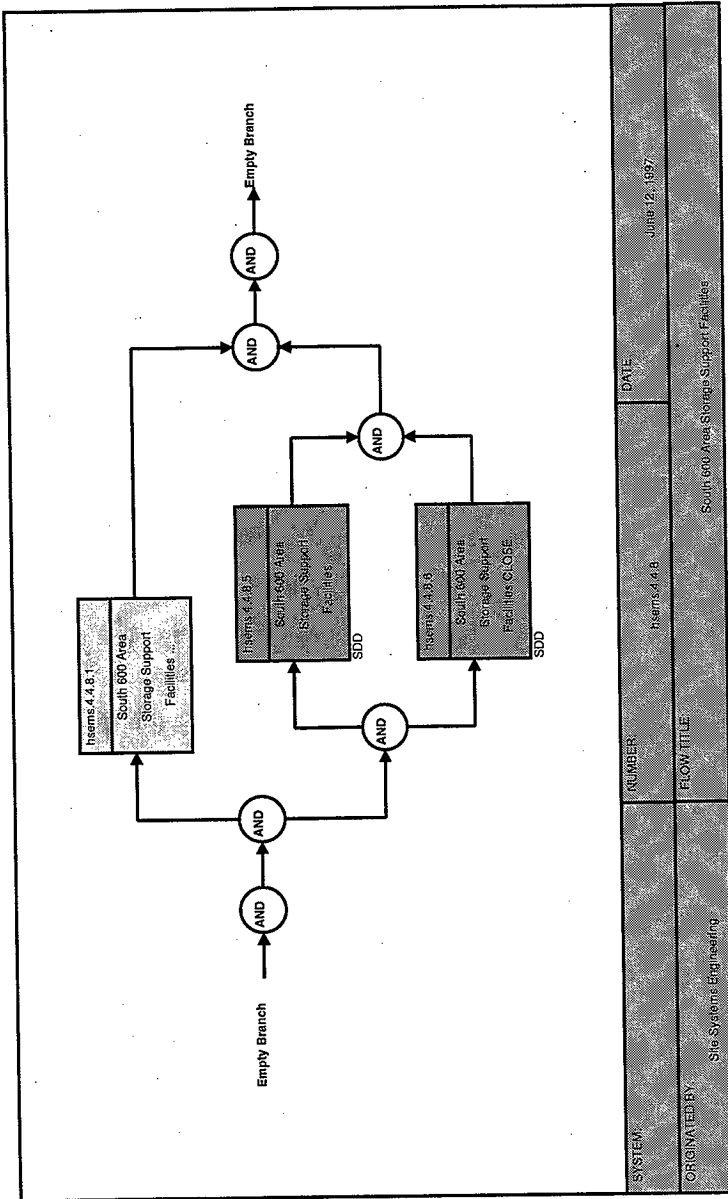 Empty Branch
AND
AND
hsems.4.4.8.1
South 600 Area
Storage Support
Facilities ...
AND
hsems.4.4.8.5
South 600 Area
Storage Support
Facilities ...
SDD
hsems.4.4.8.6
South 600 Area
Storage Support
Facilities CLOSE...
SDD
AND
AND
AND
Empty Branch
SYSTEM:
NUMBER
hsems.4.4.8
DATE
June 12, 1997
ORIGINATED BY:
Site Systems Engineering
FLOW TITLE
South 600 Area Storage Support Facilities